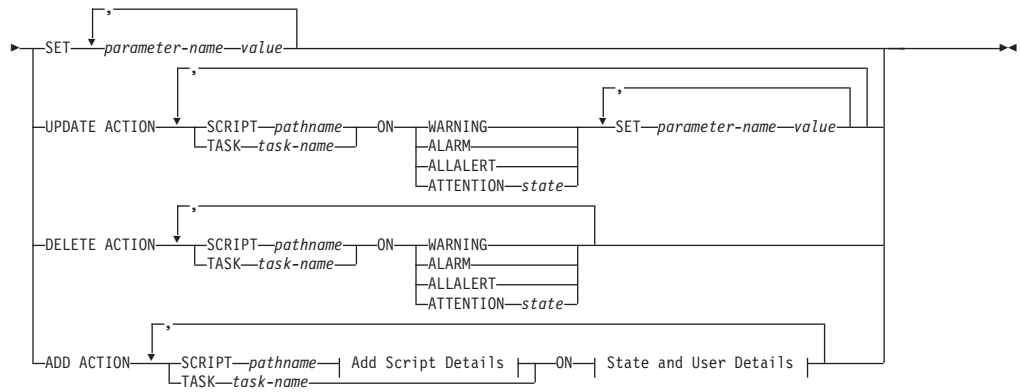 ,
SET parameter-name value
,
,
UPDATE ACTION SCRIPT pathname ON WARNING SET parameter-name value
TASK task-name ALARM
ALLALERT
ATTENTION state
,
DELETE ACTION SCRIPT pathname ON WARNING
TASK task-name ALARM
ALLALERT
ATTENTION state
,
ADD ACTION SCRIPT pathname Add Script Details ON State and User Details
TASK task-name